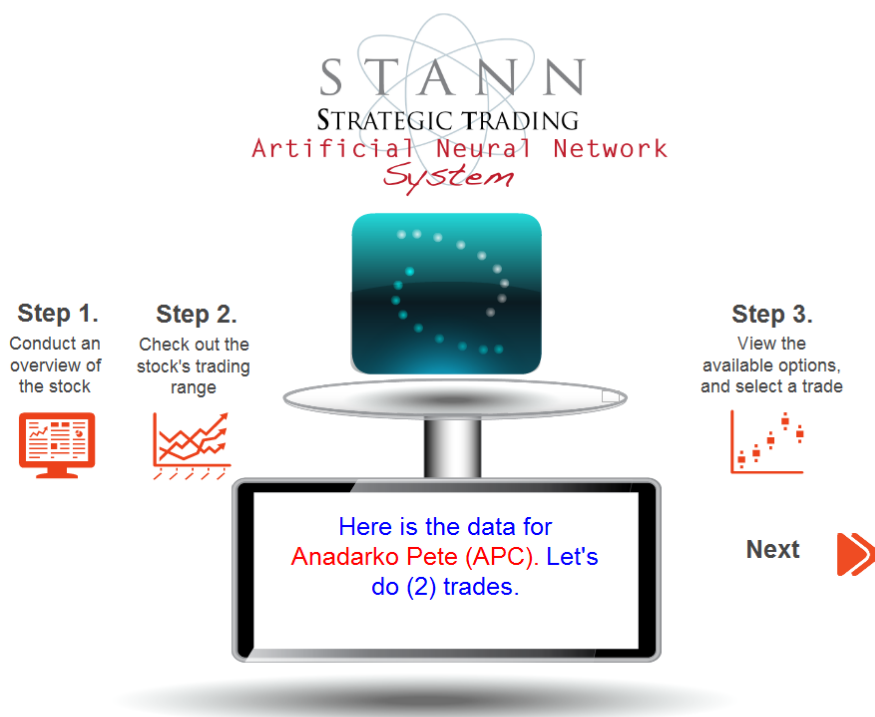 STANN
STRATEGIC TRADING
Artificial Neural Network
System
Step 1.
Conduct an
overview of
the stock
Step 2.
Check out the
stock's trading
range
Step 3.
View the
available options,
and select a trade
Here is the data for
Anadarko Pete (APC). Let's
do (2) trades.
Next